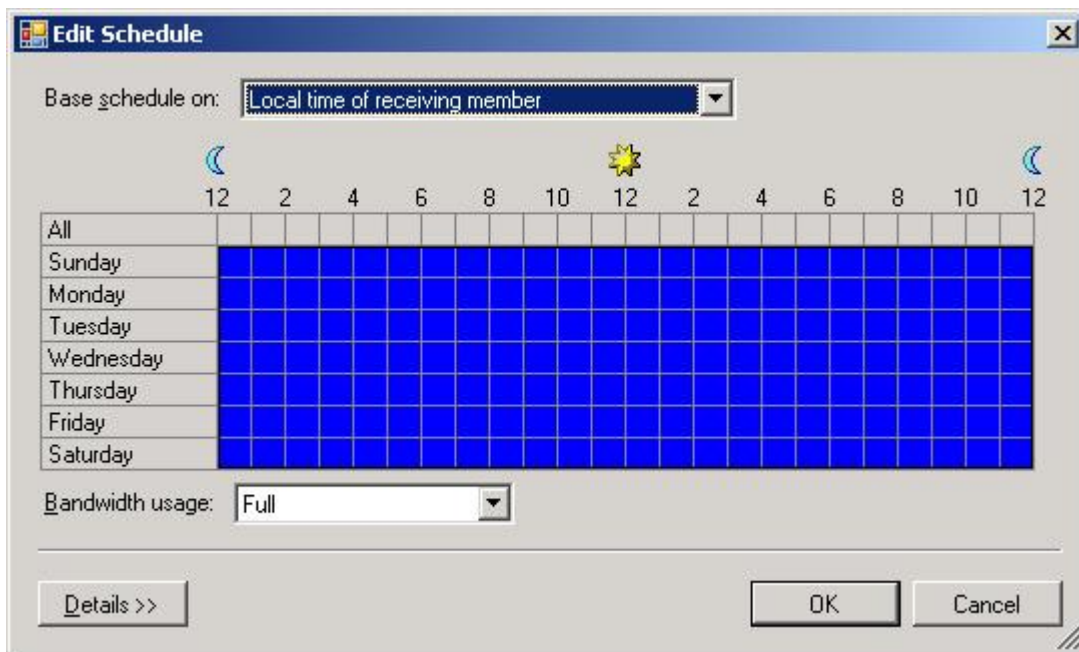 Edit Schedule
Base schedule on: Local time of receiving member
12 2 4 6 8 10 12 2 4 6 8 10 12
All
Sunday
Monday
Tuesday
Wednesday
Thursday
Friday
Saturday
Bandwidth usage: Full
Details >> OK Cancel